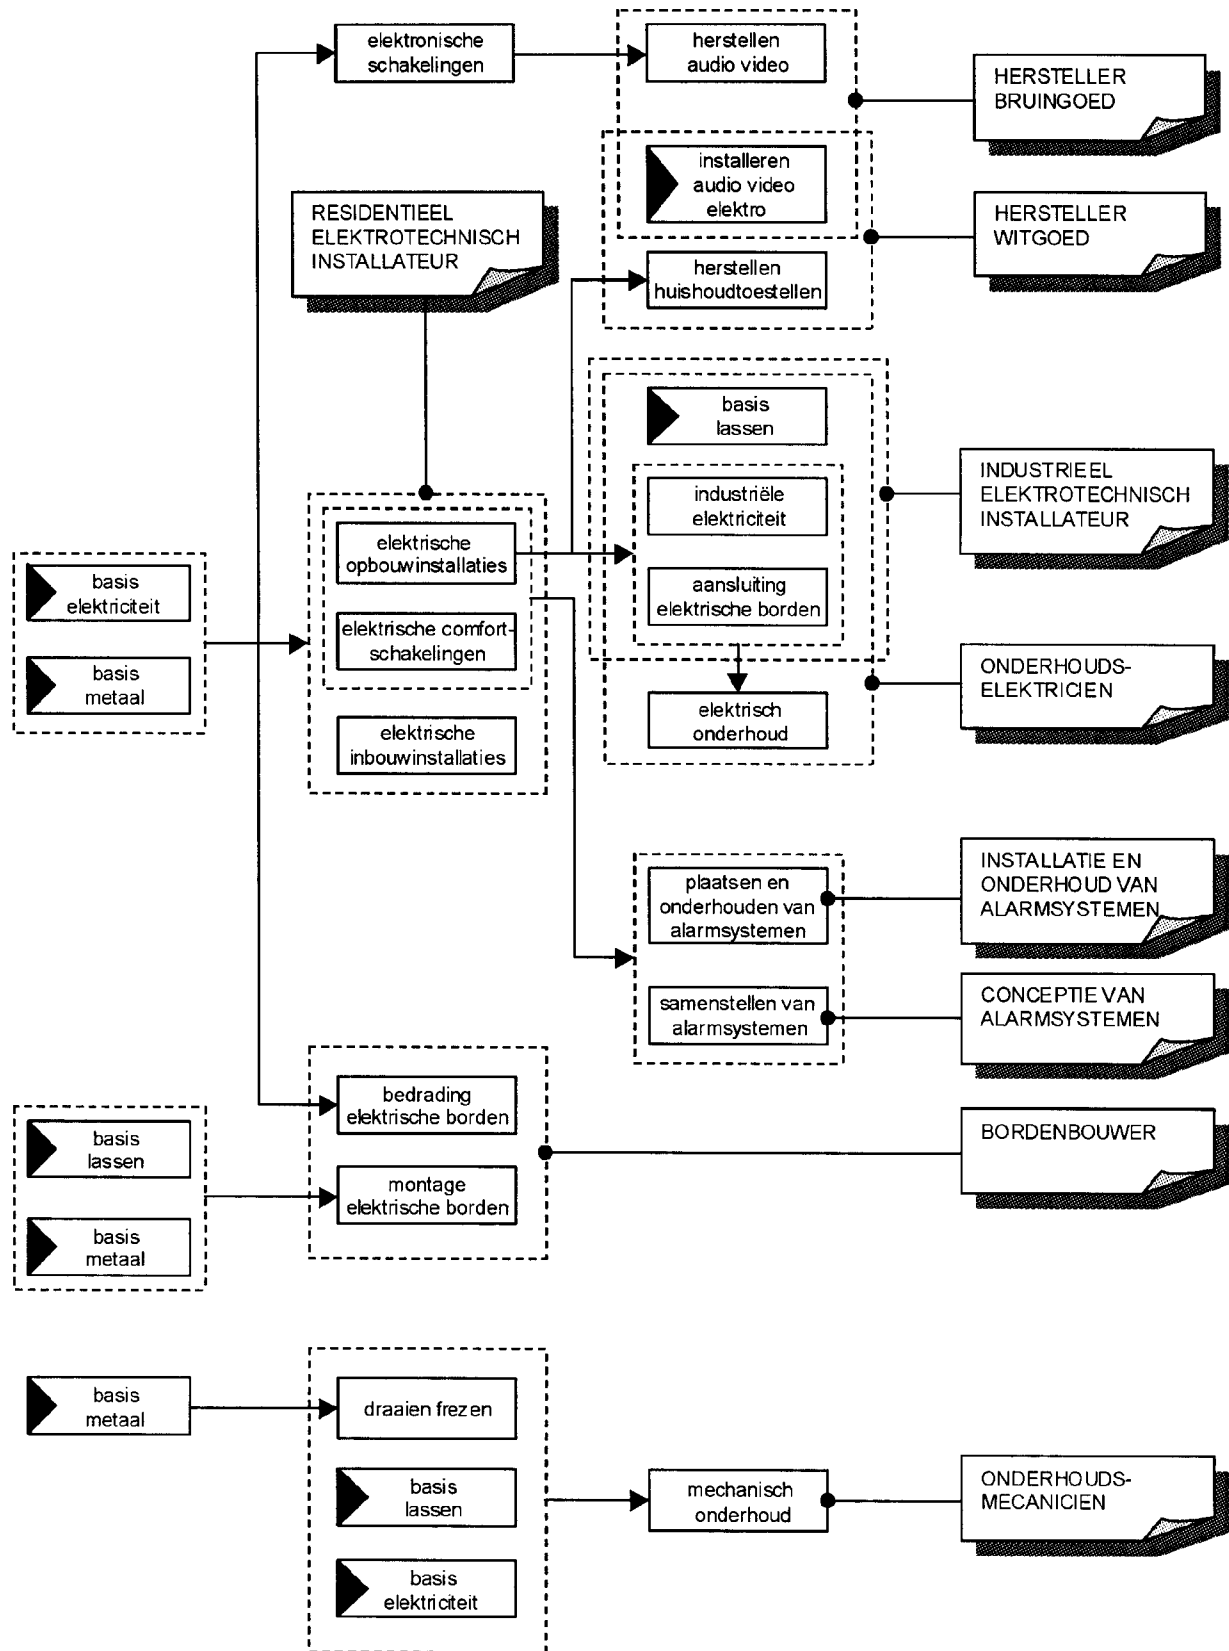 elektronische
schakelingen
herstellen
audio video
HERSTELLER
BRUINGOED
installeren
audio video
elektro
RESIDENTIEEL
ELEKTROTECHNISCH
INSTALLATEUR
HERSTELLER
WITGOED
herstellen
huishoudtoestellen
basis
lassen
industriële
elektriciteit
INDUSTRIEEL
ELEKTROTECHNISCH
INSTALLATEUR
elektrische
opbouwinstallaties
basis
elektriciteit
aansluiting
elektrische borden
elektrische comfort-
schakelingen
basis
metaal
ONDERHOUDS-
ELEKTRICIEN
elektrisch
onderhoud
elektrische
inbouwinstallaties
plaatsen en
onderhouden van
alarmsystemen
INSTALLATIE EN
ONDERHOUD VAN
ALARMSYSTEMEN
samenstellen van
alarmsystemen
CONCEPTIE VAN
ALARMSYSTEMEN
bedrading
elektrische borden
basis
lassen
BORDENBOUWER
montage
elektrische borden
basis
metaal
basis
metaal
draaien frezen
basis
lassen
mechanisch
onderhoud
ONDERHOUDS-
MECANICIEN
basis
elektriciteit